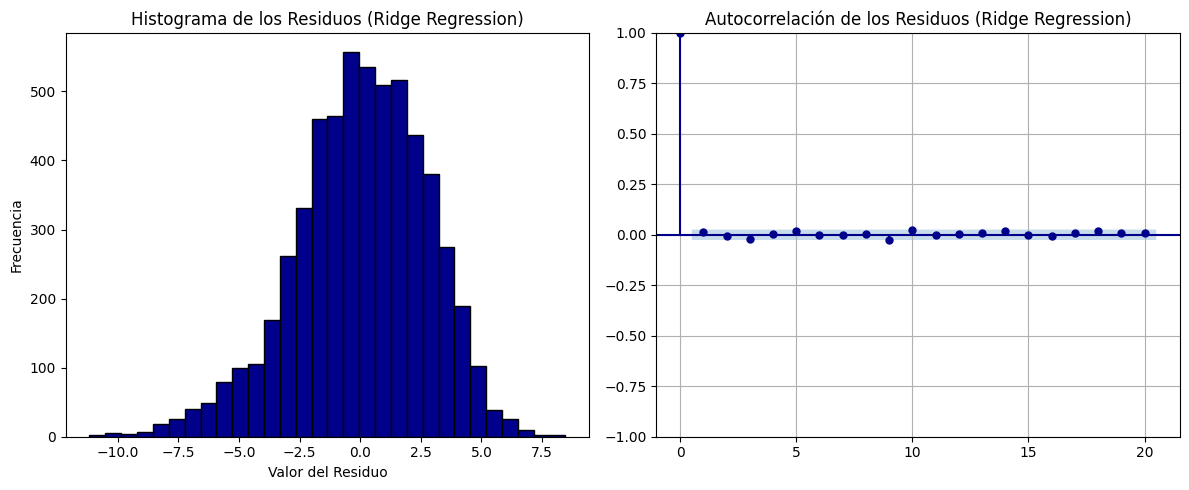 Histograma de los Residuos (Ridge Regression)
Frecuencia
500
400
300
200
100
0
−10.0 −7.5 −5.0 −2.5 0.0 2.5 5.0 7.5
Valor del Residuo
Autocorrelación de los Residuos (Ridge Regression)
1.00
0.75
0.50
0.25
0.00
−0.25
−0.50
−0.75
−1.00
0 5 10 15 20